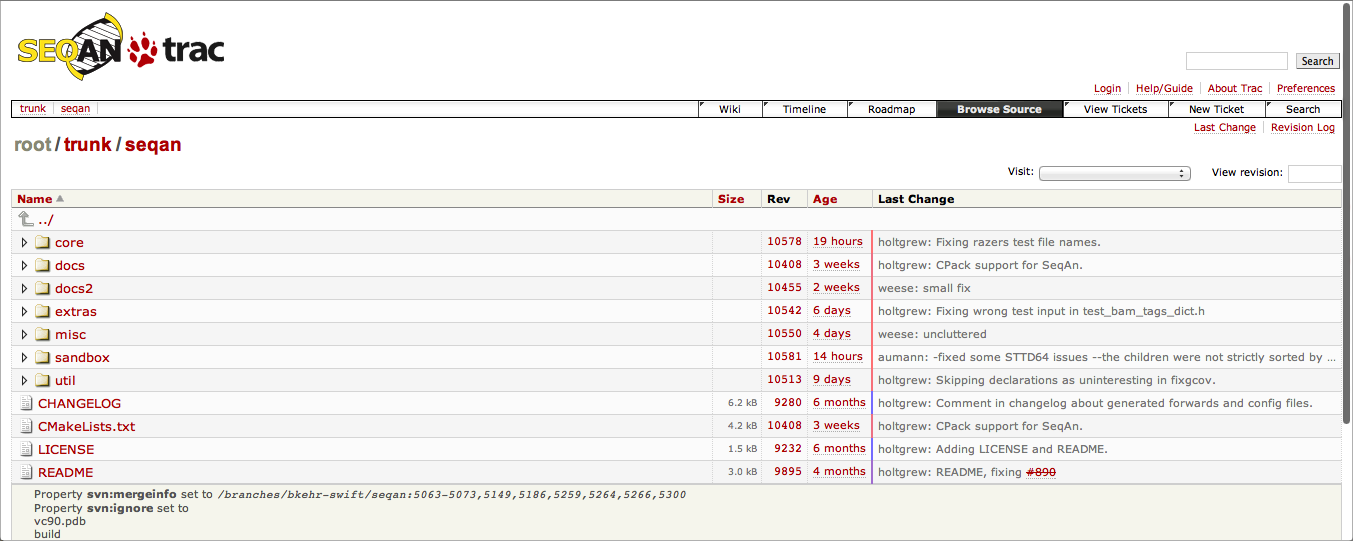 SEQAN trac
Search
Login Help/Guide About Trac Preferences
trunk seqan Wiki Timeline Roadmap Browse Source View Tickets New Ticket Search
Last Change Revision Log
root / trunk / seqan
Visit: View revision:
Name Size Rev Age Last Change
../
core 10578 19 hours holtgrew: Fixing razers test file names.
docs 10408 3 weeks holtgrew: CPack support for SeqAn.
docs2 10455 2 weeks weese: small fix
extras 10542 6 days holtgrew: Fixing wrong test input in test_bam_tags_dict.h
misc 10550 4 days weese: uncluttered
sandbox 10581 14 hours aumann: -fixed some STTD64 issues --the children were not strictly sorted by ...
util 10513 9 days holtgrew: Skipping declarations as uninteresting in fixgcov.
CHANGELOG 6.2 kB 9280 6 months holtgrew: Comment in changelog about generated forwards and config files.
CMakeLists.txt 4.2 kB 10408 3 weeks holtgrew: CPack support for SeqAn.
LICENSE 1.5 kB 9232 6 months holtgrew: Adding LICENSE and README.
README 3.0 kB 9895 4 months holtgrew: README, fixing #890
Property svn:mergeinfo set to /branches/bkehr-swift/seqan:5063-5073,5149,5186,5259,5264,5266,5300
Property svn:ignore set to
vc90.pdb
build